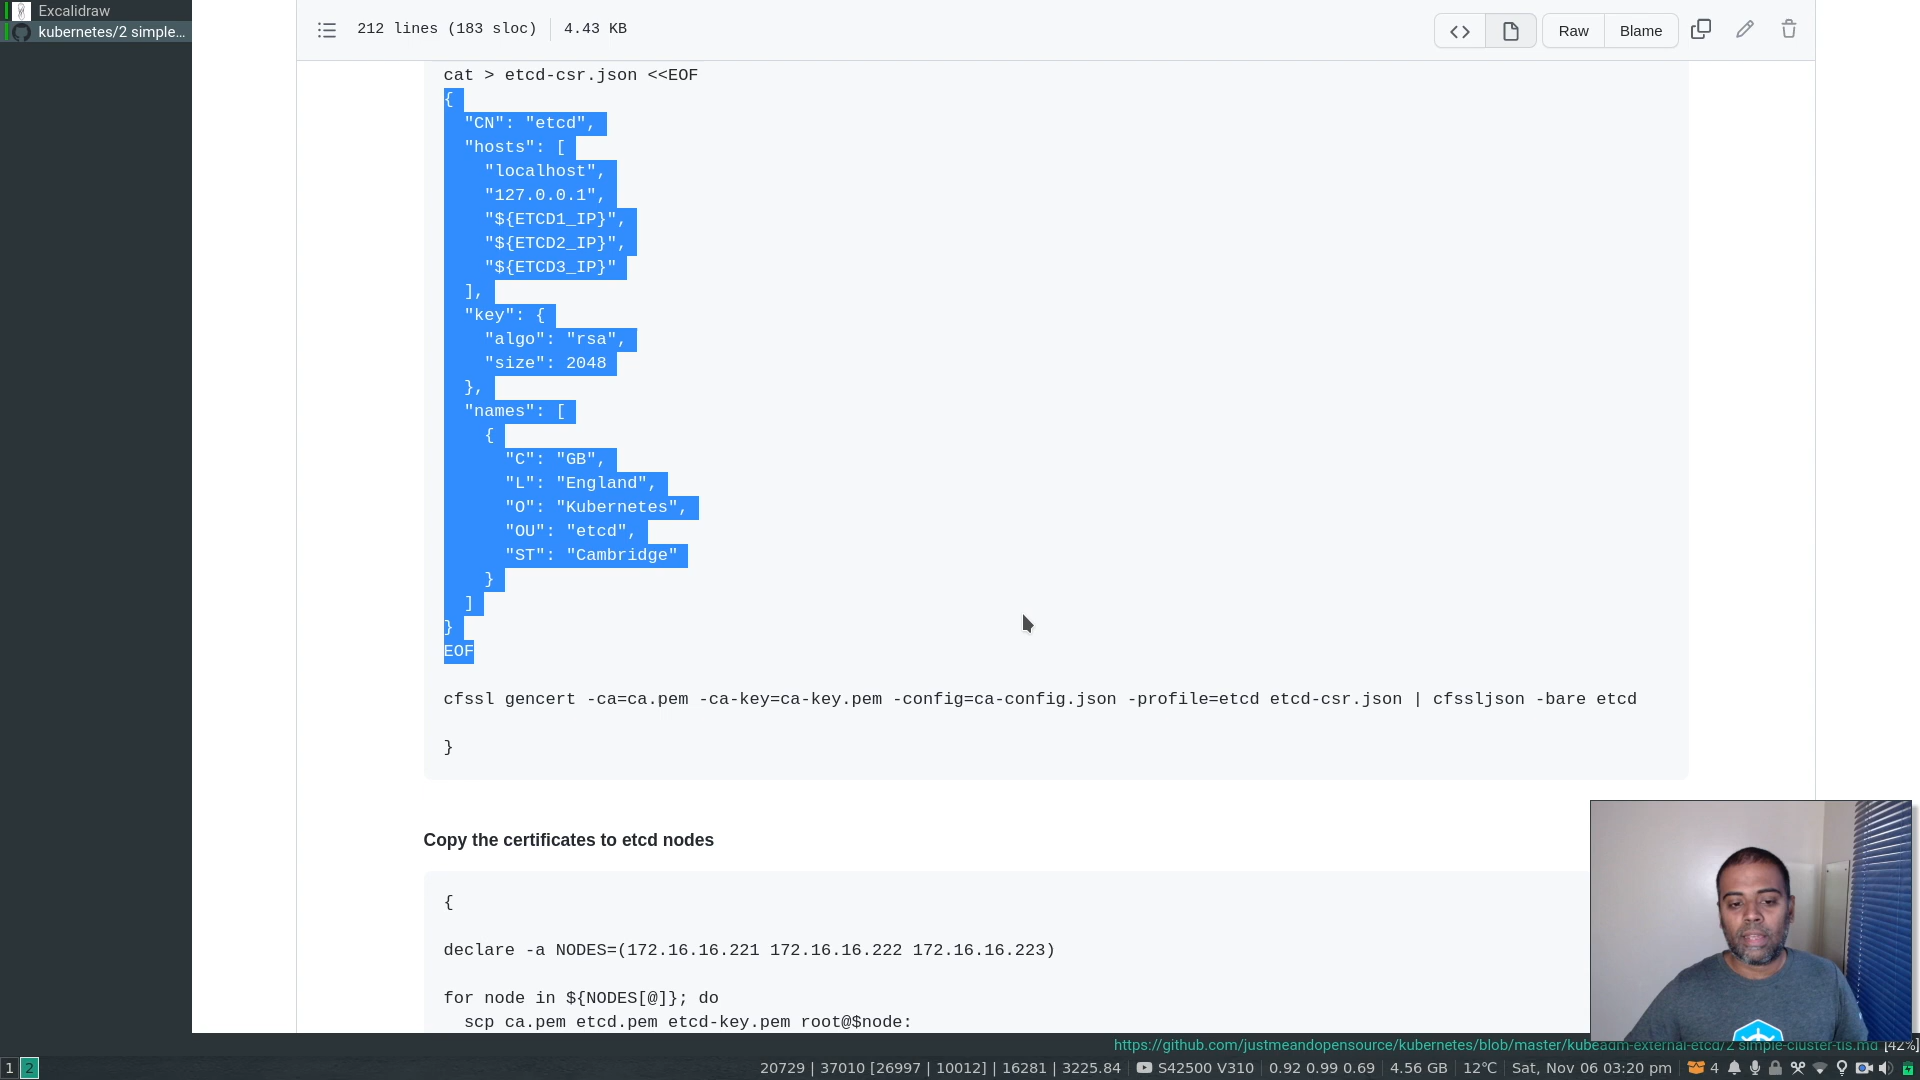 Excalidraw
kubernetes/2 simple...
212 lines (183 sloc) 4.43 KB
Raw
Blame
cat > etcd-csr.json <<EOF
{
"CN": "etcd",
"hosts": [
"localhost",
"127.0.0.1",
"${ETCD1_IP}",
"${ETCD2_IP}",
"${ETCD3_IP}"
],
"key": {
"algo": "rsa",
"size": 2048
},
"names": [
{
"C": "GB",
"L": "England",
"O": "Kubernetes",
"OU": "etcd",
"ST": "Cambridge"
}
]
}
EOF
cfssl gencert -ca=ca.pem -ca-key=ca-key.pem -config=ca-config.json -profile=etcd etcd-csr.json | cfssljson -bare etcd
}
Copy the certificates to etcd nodes
{
declare -a NODES=(172.16.16.221 172.16.16.222 172.16.16.223)
for node in ${NODES[@]}; do
scp ca.pem etcd.pem etcd-key.pem root@$node:
https://github.com/justmeandopensource/kubernetes/blob/master/kubeadm-external-etcd/2 simple-cluster-tls.md [42%]
1 2 20729 | 37010 [26997 | 10012] | 16281 | 3225.84 S42500 V310 0.92 0.99 0.69 4.56 GB 12°C Sat, Nov 06 03:20 pm 4